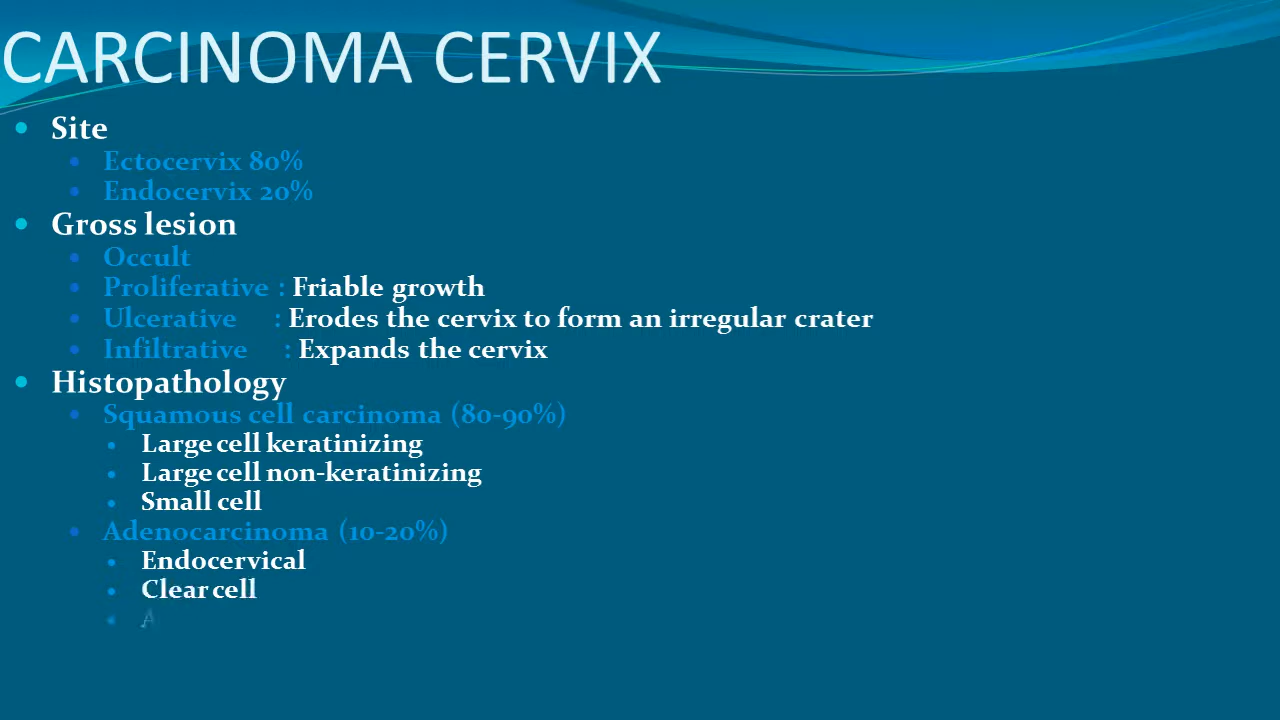 CARCINOMA CERVIX
• Site
• Ectocervix 80%
• Endocervix 20%
• Gross lesion
• Occult
• Proliferative : Friable growth
• Ulcerative : Erodes the cervix to form an irregular crater
• Infiltrative : Expands the cervix
• Histopathology
• Squamous cell carcinoma (80-90%)
• Large cell keratinizing
• Large cell non-keratinizing
• Small cell
• Adenocarcinoma (10-20%)
• Endocervical
• Clear cell
• A